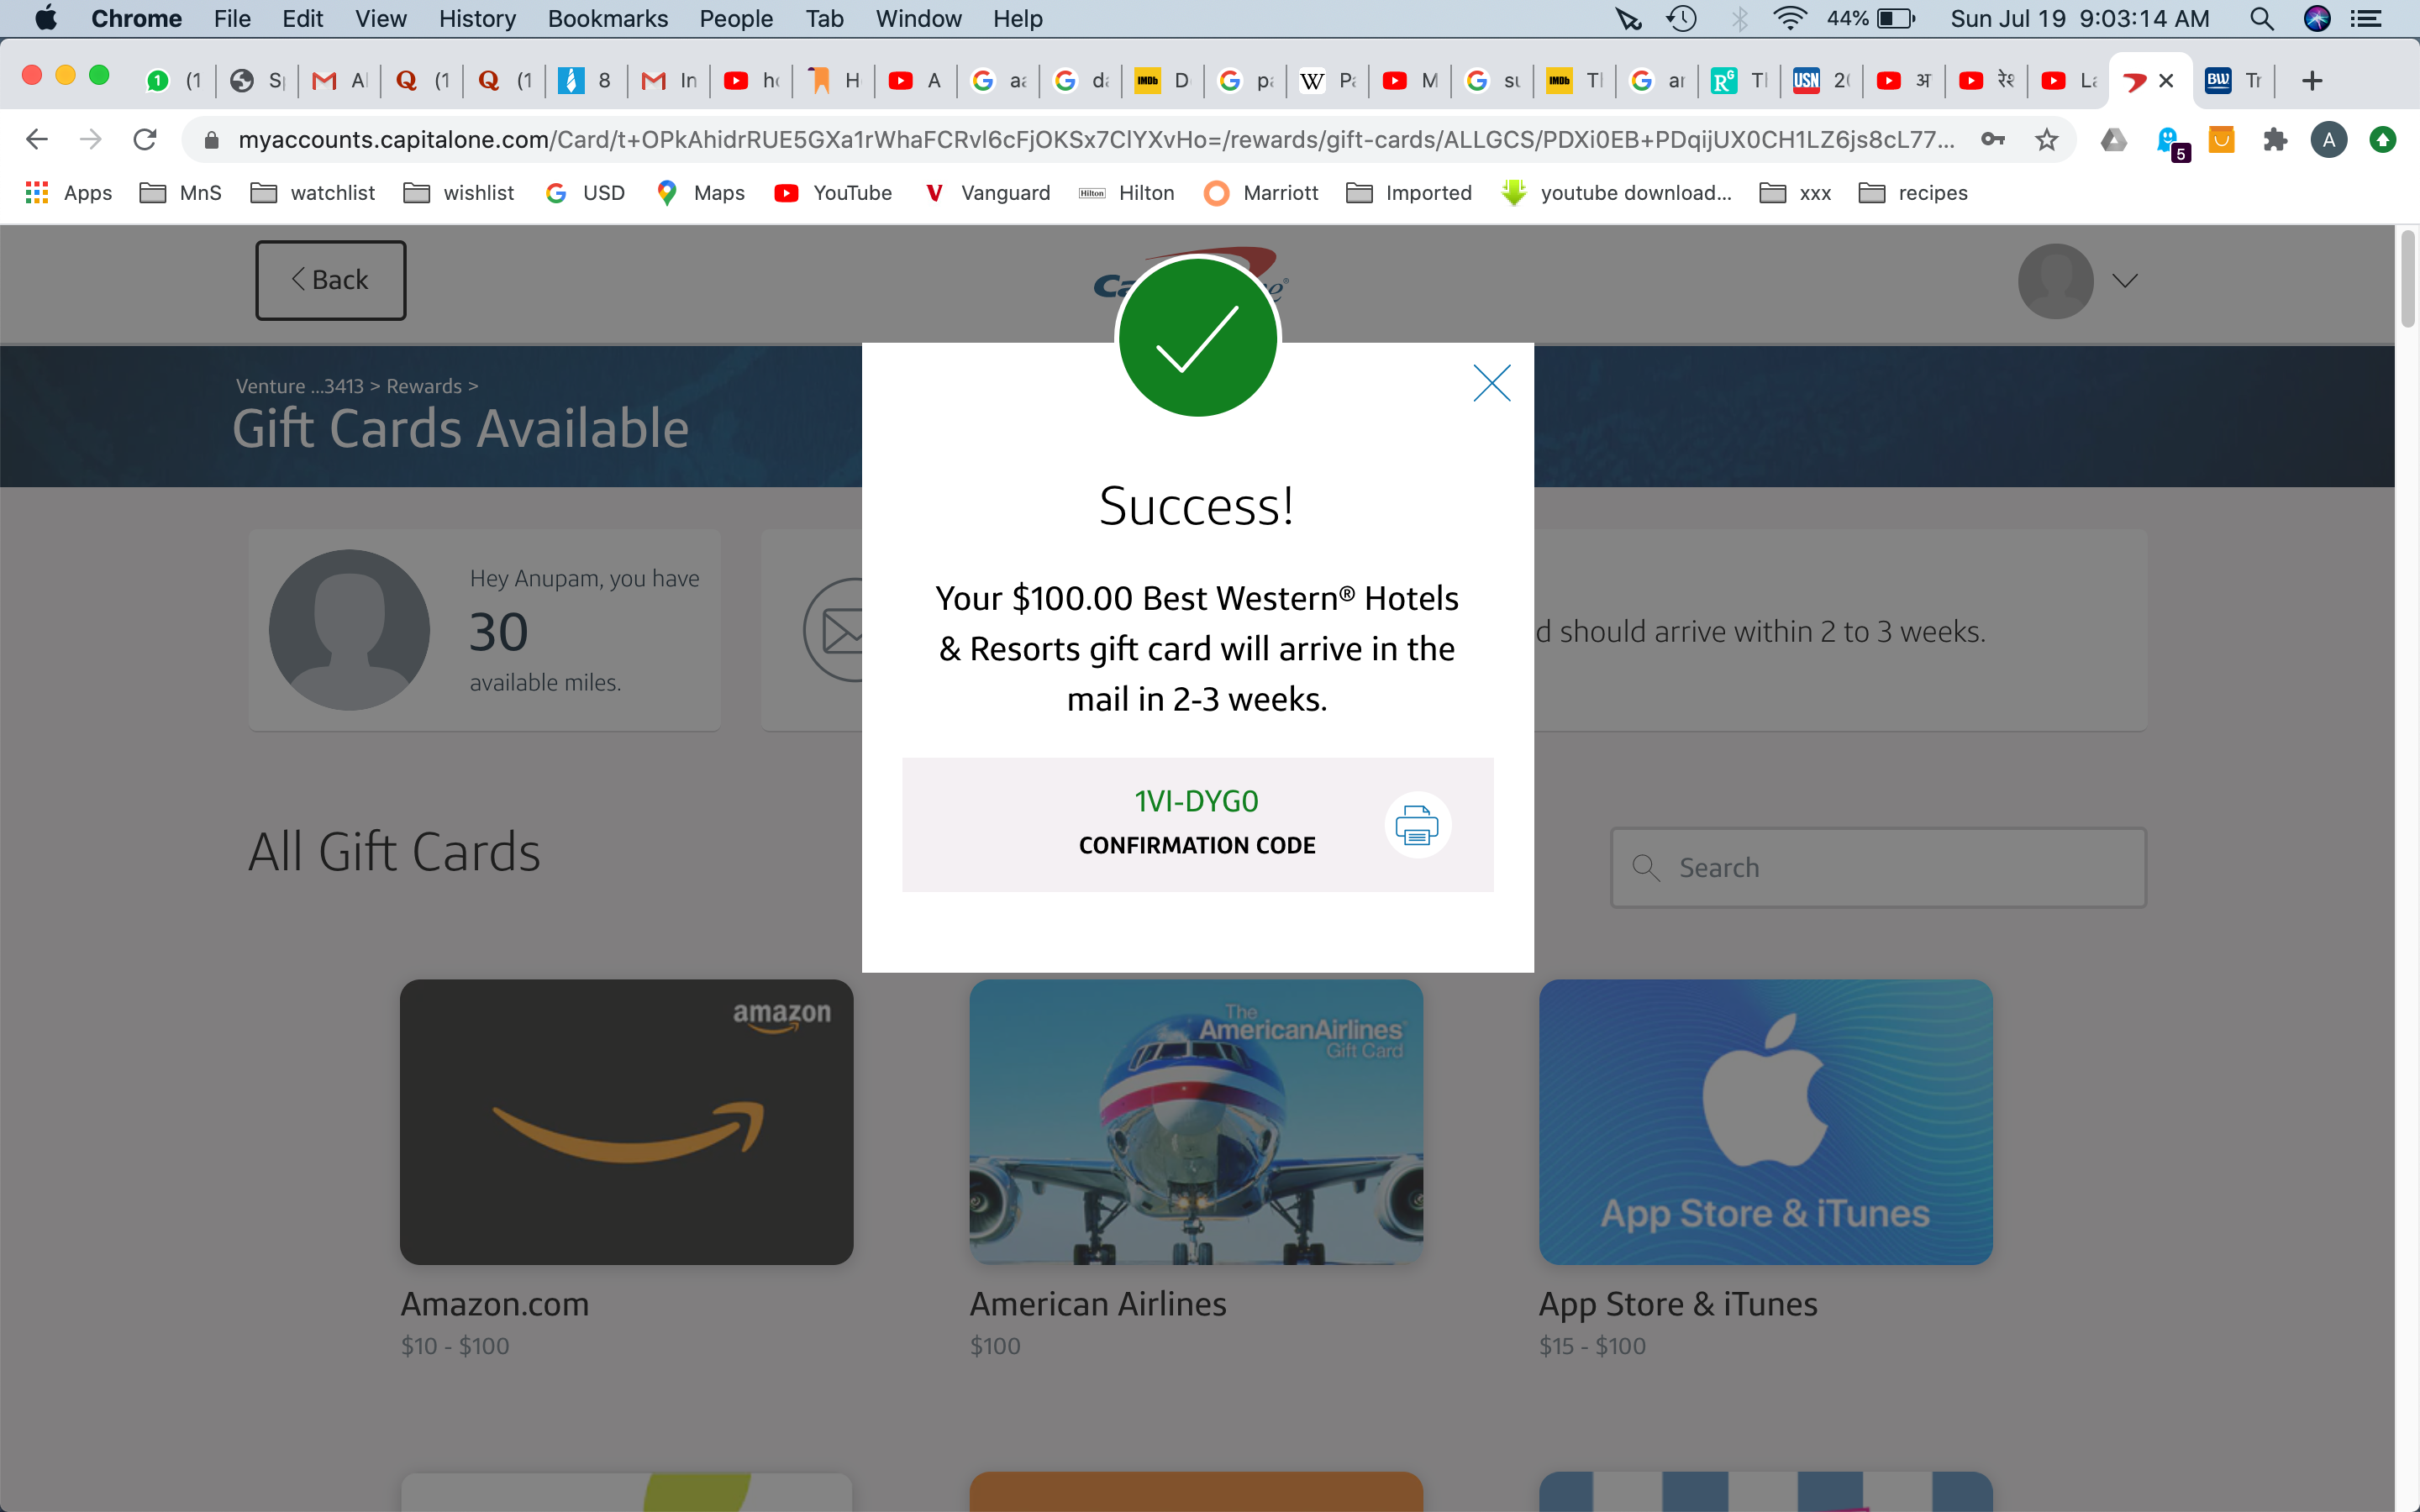 Chrome File Edit View History Bookmarks People Tab Window Help 44% Sun Jul 19 9:03:14 AM
1 (1 A (1 (1 8 In A IMDb D W M IMDb USN BW Tr
myaccounts.capitalone.com/Card/t+OPkAhidrRUE5GXa1rWhaFCRvl6cFjOKSx7ClYXvHo=/rewards/gift-cards/ALLGCS/PDXi0EB+PDqijUX0CH1LZ6js8cL77... 5 A
Apps MnS watchlist wishlist USD Maps YouTube Vanguard Hilton Hilton Marriott Imported youtube download... xxx recipes
Back
Venture ...3413 > Rewards >
Gift Cards Available
Hey Anupam, you have
30
available miles.
d should arrive within 2 to 3 weeks.
Success!
Your $100.00 Best Western® Hotels
& Resorts gift card will arrive in the
mail in 2-3 weeks.
1VI-DYG0
CONFIRMATION CODE
All Gift Cards
Search
amazon
The
AmericanAirlines
Gift Card
App Store & iTunes
Amazon.com
$10 - $100
American Airlines
$100
App Store & iTunes
$15 - $100